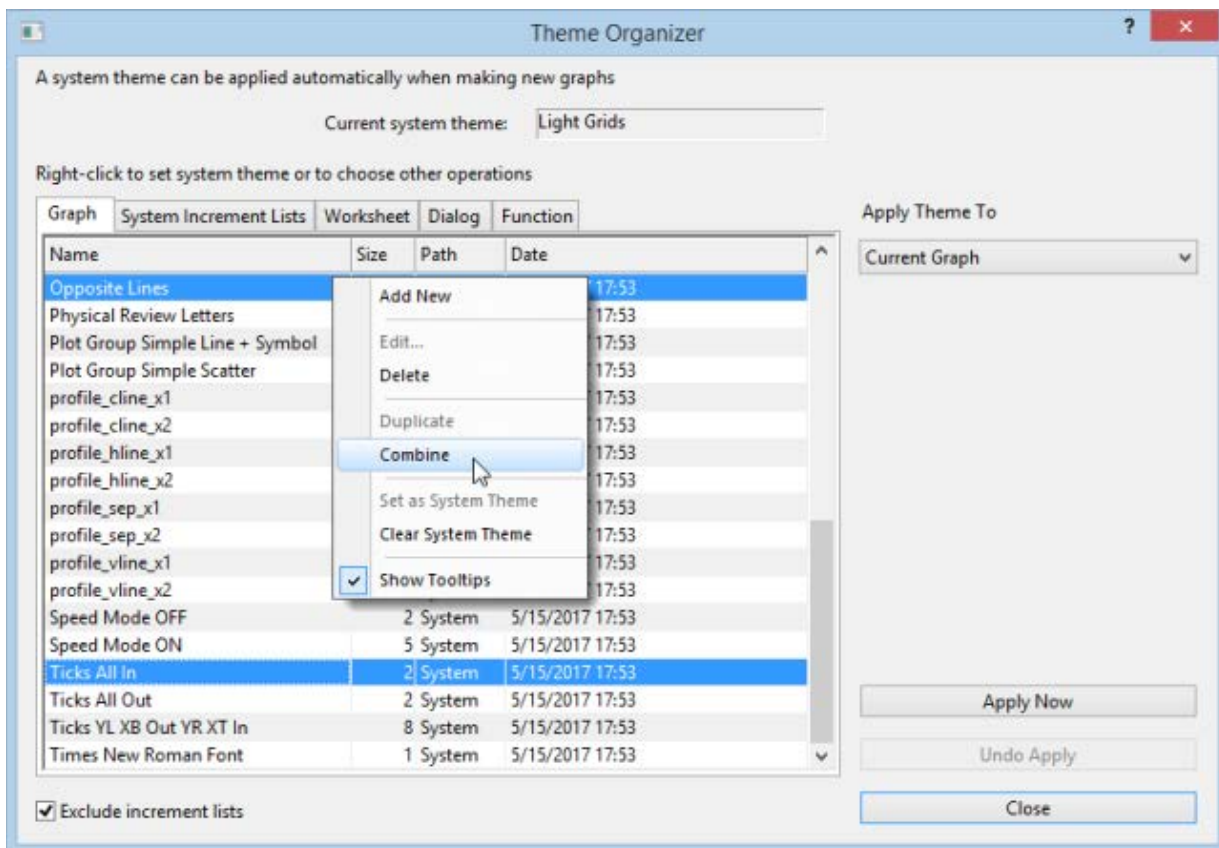 Theme Organizer
?
A system theme can be applied automatically when making new graphs
Current system theme: Light Grids
Right-click to set system theme or to choose other operations
Graph System Increment Lists Worksheet Dialog Function
Apply Theme To
Current Graph
Name Size Path Date
Opposite Lines 17:53
Physical Review Letters 17:53
Plot Group Simple Line + Symbol 17:53
Plot Group Simple Scatter 17:53
profile_cline_x1 17:53
profile_cline_x2 17:53
profile_hline_x1 17:53
profile_hline_x2 17:53
profile_sep_x1 17:53
profile_sep_x2 17:53
profile_vline_x1 17:53
profile_vline_x2 17:53
Speed Mode OFF 2 System 5/15/2017 17:53
Speed Mode ON 5 System 5/15/2017 17:53
Ticks All In 2 System 5/15/2017 17:53
Ticks All Out 2 System 5/15/2017 17:53
Ticks YL XB Out YR XT In 8 System 5/15/2017 17:53
Times New Roman Font 1 System 5/15/2017 17:53
Add New
Edit...
Delete
Duplicate
Combine
Set as System Theme
Clear System Theme
Show Tooltips
Apply Now
Undo Apply
Close
Exclude increment lists